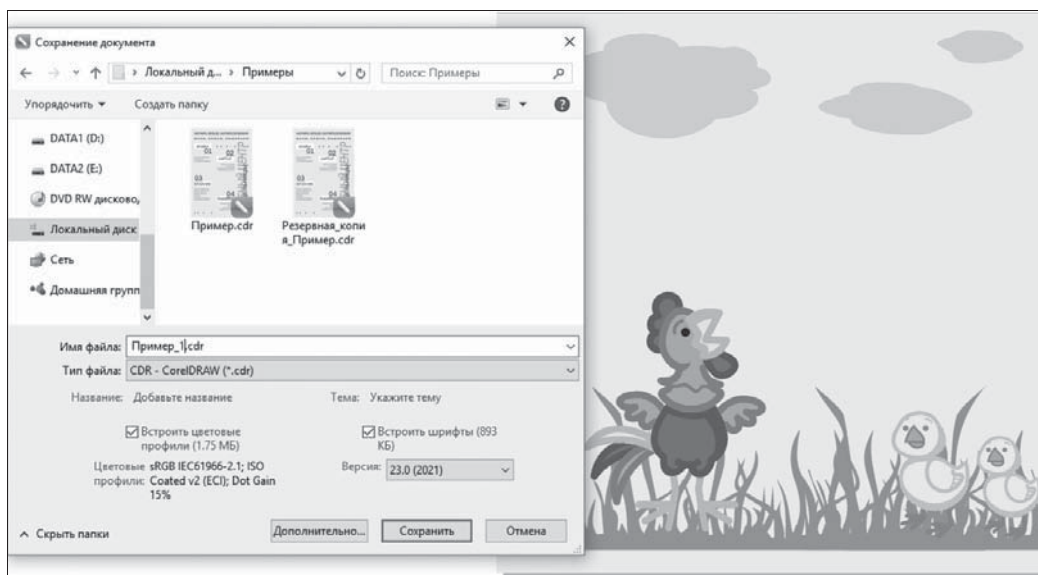 Сохранение документа
Локальный д... › Примеры
Поиск: Примеры
Упорядочить
Создать папку
DATA1 (D:)
DATA2 (E:)
DVD RW дисково,
Локальный диск
Сеть
Домашняя групп
Пример.cdr
Резервная_копи
я_Пример.cdr
Имя файла: Пример_1.cdr
Тип файла: CDR - CorelDRAW (*.cdr)
Название: Добавьте название
Тема: Укажите тему
Встроить цветовые
профили (1.75 МБ)
Встроить шрифты (893
КБ)
Цветовые sRGB IEC61966-2.1; ISO
профили: Coated v2 (ECI); Dot Gain
15%
Версия: 23.0 (2021)
Скрыть папки
Дополнительно...
Сохранить
Отмена